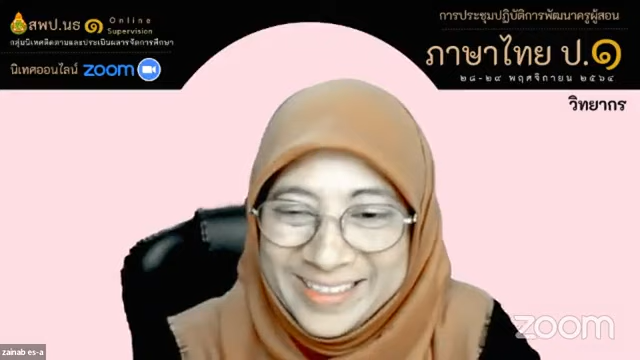 สพป.นธ ๑ Online Supervision
กลุ่มนิเทศติดตามและประเมินผลการจัดการศึกษา
นิเทศออนไลน์ zoom
การประชุมปฏิบัติการพัฒนาครูผู้สอน
ภาษาไทย ป.๑
๒๘-๒๙ พฤศจิกายน ๒๕๖๔
วิทยากร
zoom
zainab es-a